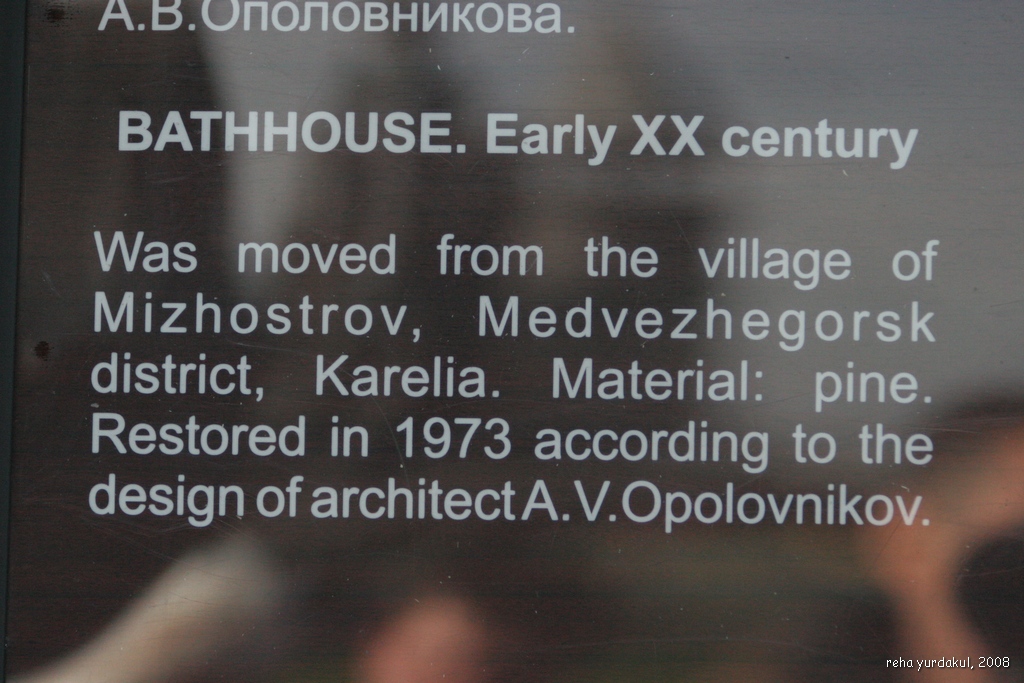 А.В.Ополовникова.
BATHHOUSE. Early XX century
Was moved from the village of
Mizhostrov, Medvezhegorsk
district, Karelia. Material: pine.
Restored in 1973 according to the
design of architect A.V.Opolovnikov.
reha yurdakul, 2008